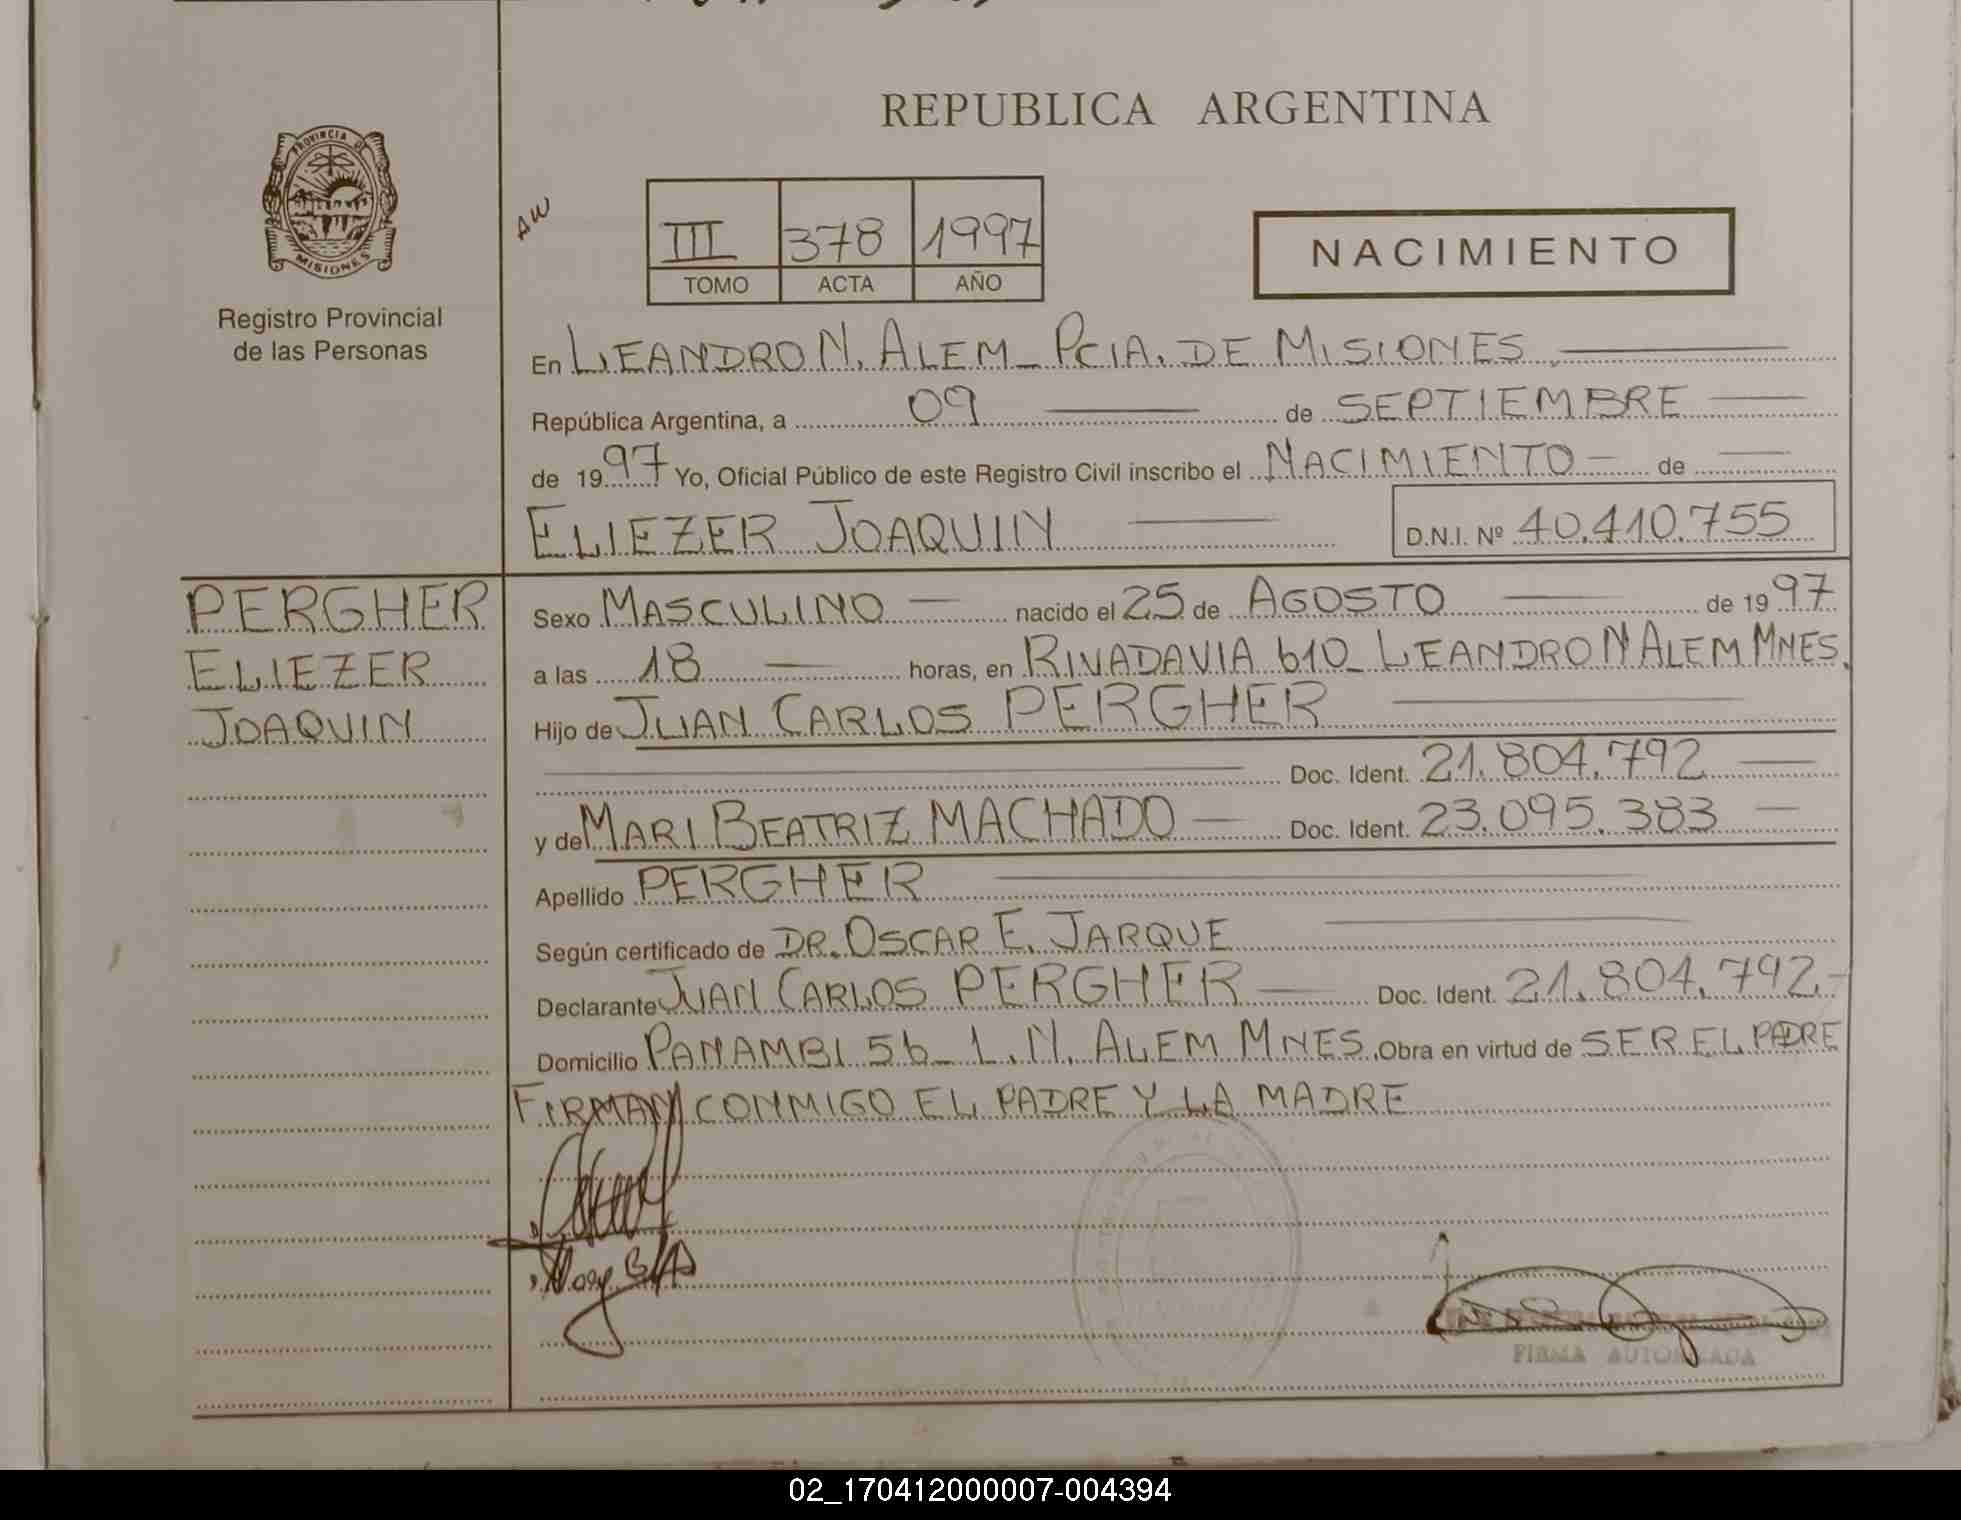 REPUBLICA ARGENTINA
PROVINCIA DE
MISIONES
Registro Provincial
de las Personas
AW
III 378 1997
TOMO ACTA AÑO
NACIMIENTO
En LEANDRO N. ALEM_ PCIA. DE MISIONES
República Argentina, a 09 de SEPTIEMBRE
de 1997 Yo, Oficial Público de este Registro Civil inscribo el NACIMIENTO de
ELIEZER JOAQUIN D.N.I. Nº 40.410.755
PERGHER
ELIEZER
JOAQUIN
Sexo MASCULINO nacido el 25 de AGOSTO de 1997
a las 18 horas, en RIVADAVIA 610_ LEANDRO N ALEM MNES.
Hijo de JUAN CARLOS PERGHER
Doc. Ident. 21.804.792
y de MARI BEATRIZ MACHADO Doc. Ident. 23.095.383
Apellido PERGHER
Según certificado de DR. OSCAR E. JARQUE
Declarante JUAN CARLOS PERGHER Doc. Ident. 21.804.792.-
Domicilio PANAMBI 56_ L.N. ALEM MNES. Obra en virtud de SER EL PADRE
FIRMAN CONMIGO EL PADRE Y LA MADRE
FIRMA AUTORIZADA
02_170412000007-004394